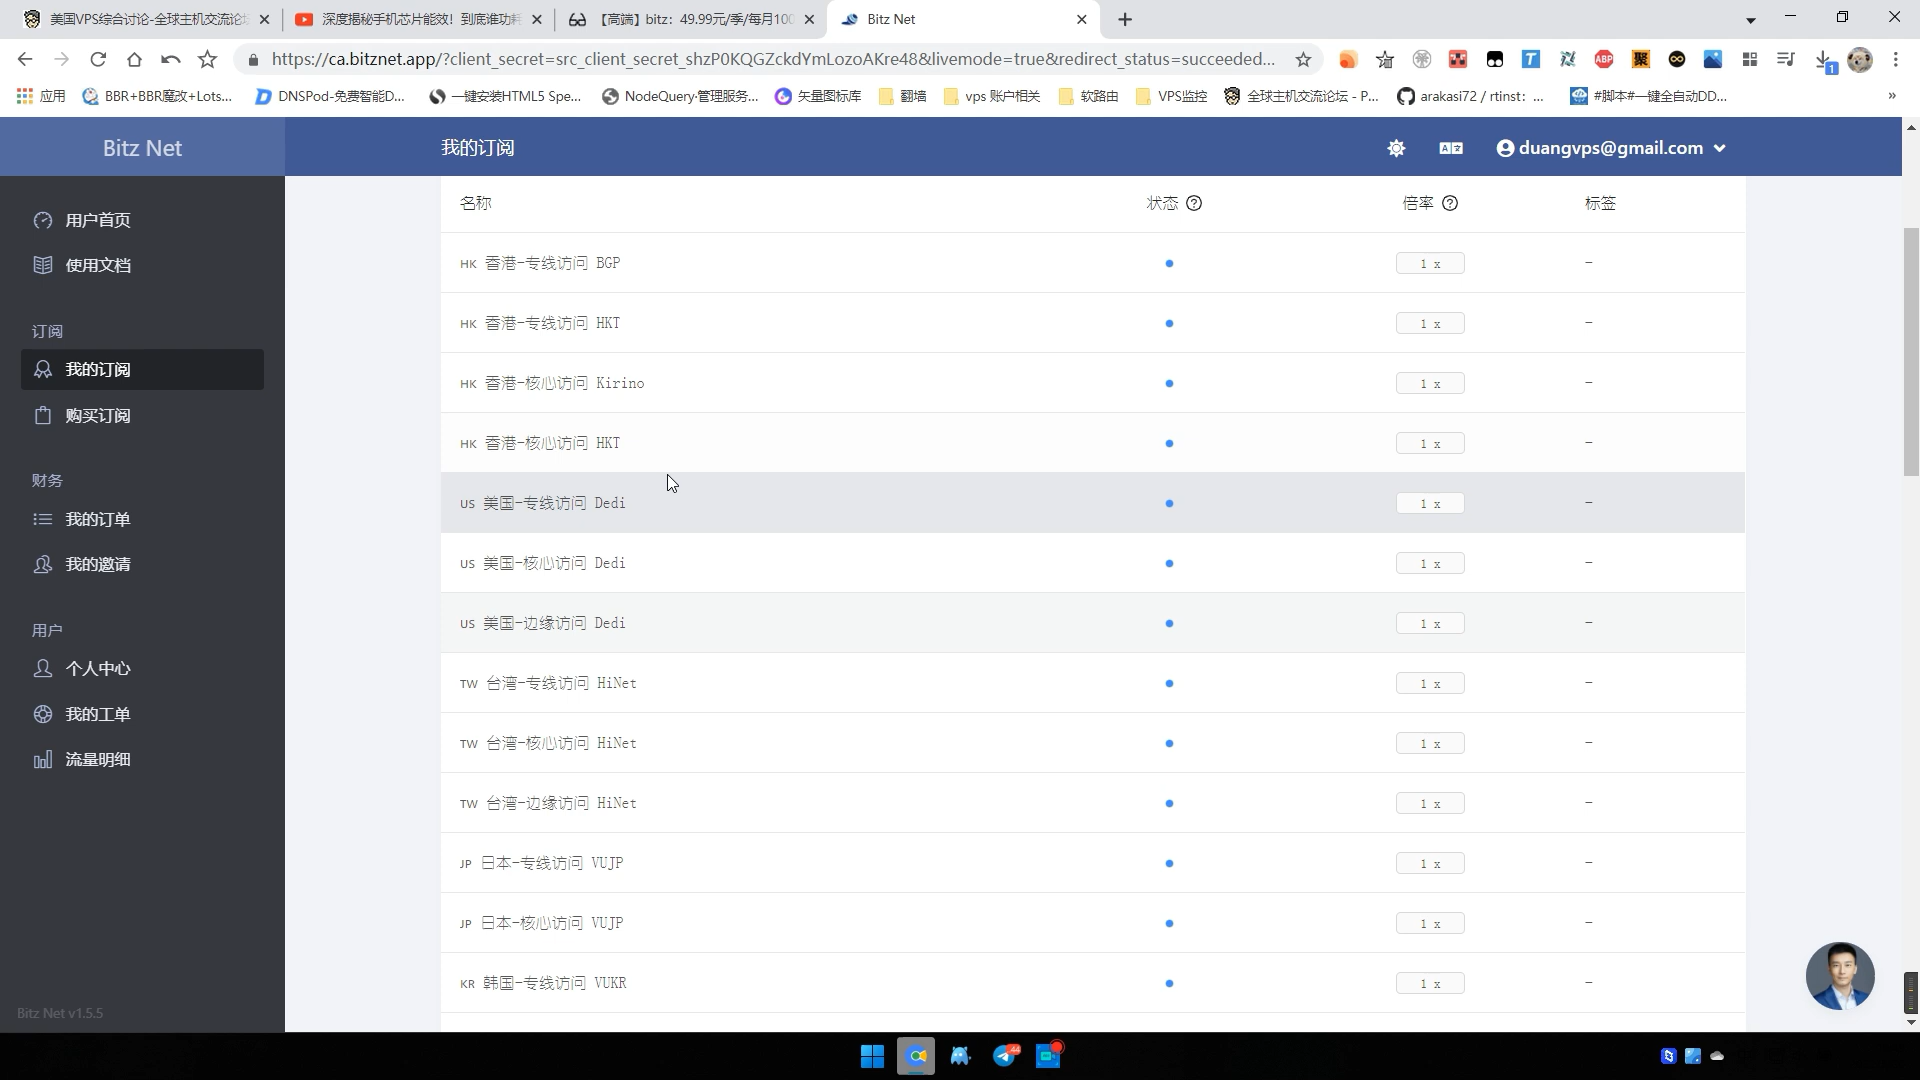 美国VPS综合讨论-全球主机交流论坛
深度揭秘手机芯片能效！到底谁功耗
【高端】bitz：49.99元/季/每月100
Bitz Net
https://ca.bitznet.app/?client_secret=src_client_secret_shzP0KQGZckdYmLozoAKre48&livemode=true&redirect_status=succeeded...
应用
BBR+BBR魔改+Lots...
DNSPod-免费智能D...
一键安装HTML5 Spe...
NodeQuery·管理服务...
矢量图标库
翻墙
vps 账户相关
软路由
VPS监控
全球主机交流论坛 - P...
arakasi72 / rtinst: ...
#脚本#一键全自动DD...
»
Bitz Net
我的订阅
duangvps@gmail.com
用户首页
使用文档
订阅
我的订阅
购买订阅
财务
我的订单
我的邀请
用户
个人中心
我的工单
流量明细
Bitz Net v1.5.5
名称 状态 倍率 标签
HK 香港-专线访问 BGP 1 x -
HK 香港-专线访问 HKT 1 x -
HK 香港-核心访问 Kirino 1 x -
HK 香港-核心访问 HKT 1 x -
US 美国-专线访问 Dedi 1 x -
US 美国-核心访问 Dedi 1 x -
US 美国-边缘访问 Dedi 1 x -
TW 台湾-专线访问 HiNet 1 x -
TW 台湾-核心访问 HiNet 1 x -
TW 台湾-边缘访问 HiNet 1 x -
JP 日本-专线访问 VUJP 1 x -
JP 日本-核心访问 VUJP 1 x -
KR 韩国-专线访问 VUKR 1 x -
44